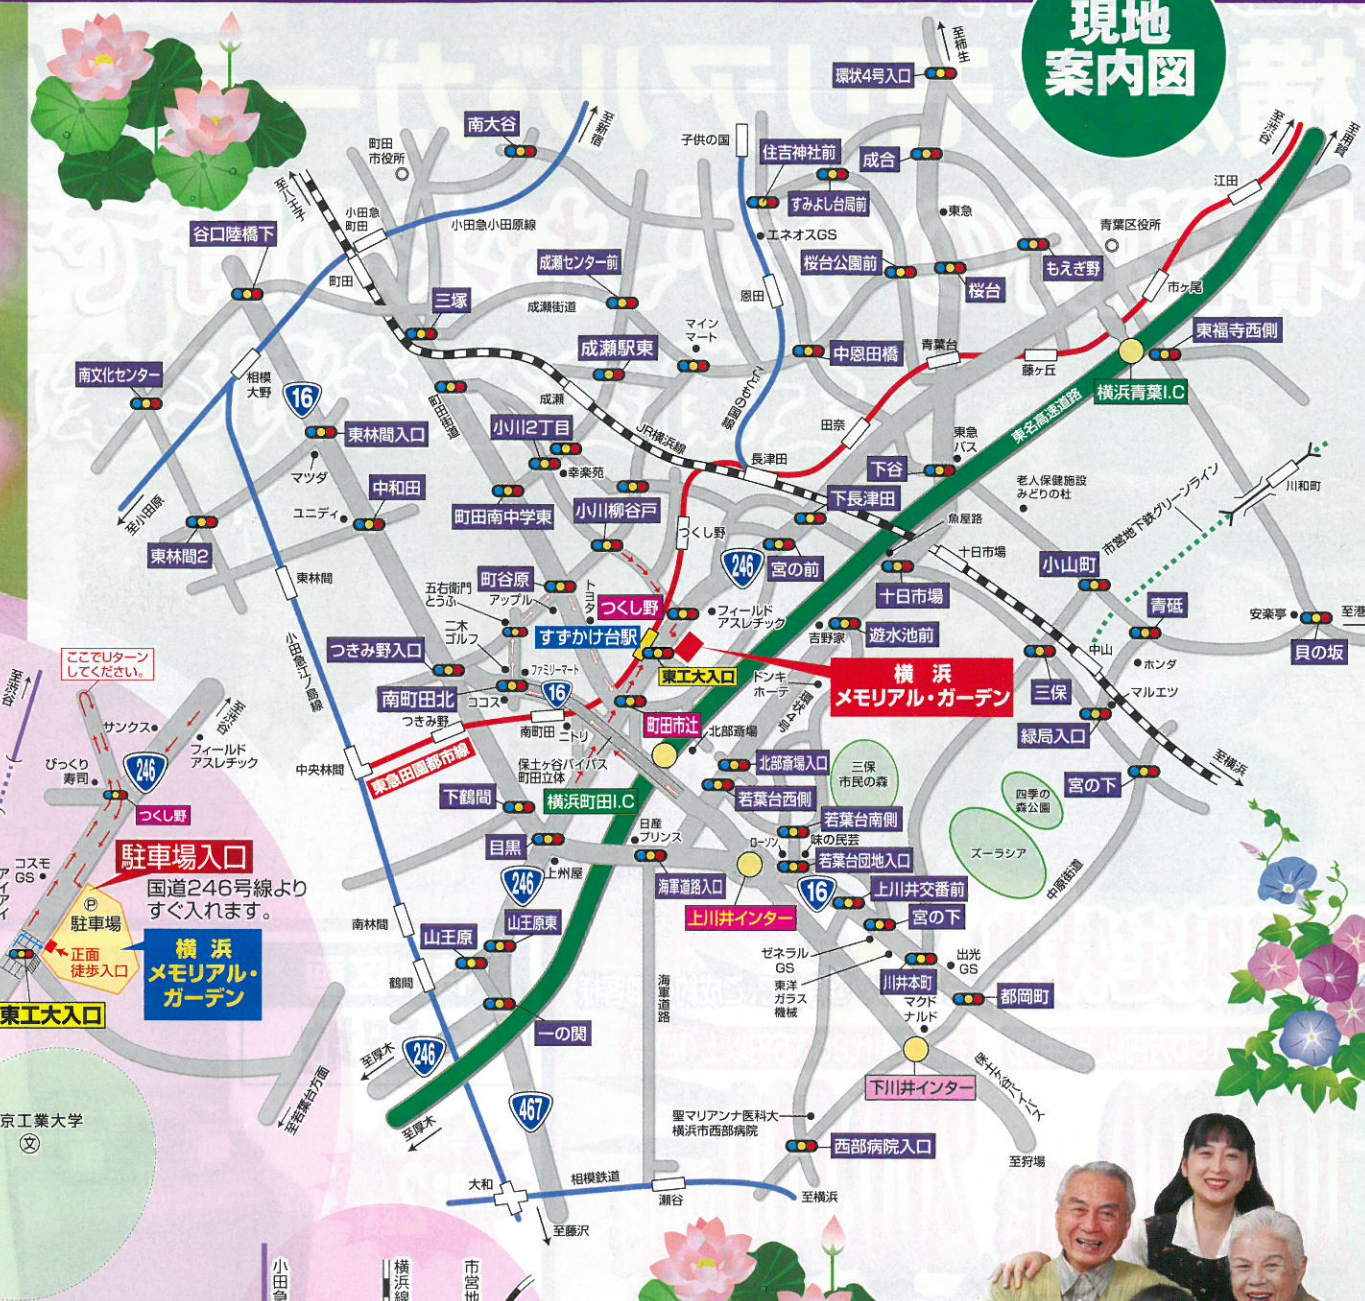 現地
案内図
至柿生
環状4号入口
南大谷
至新宿
町田
市役所
子供の国
住吉神社前
成合
すみよし台局前
至渋谷
至用賀
江田
至八王子
小田急
町田
小田急小田原線
谷口陸橋下
エネオスGS
東急
青葉区役所
成瀬センター前
桜台公園前
桜台
もえぎ野
町田
三塚
成瀬街道
恩田
市ヶ尾
マイン
マート
成瀬駅東
中恩田橋
青葉台
藤ヶ丘
東福寺西側
横浜青葉I.C
南文化センター
相模
大野
16
町田街道
成瀬
こどもの国線
東名高速道路
田奈
東林間入口
小川2丁目
JR横浜線
長津田
東急
バス
マツダ
幸楽苑
下谷
老人保健施設
みどりの杜
市営地下鉄グリーンライン
川和町
中和田
ユニディ
町田南中学東
小川柳谷戸
下長津田
魚屋路
至小田原
東林間2
つくし野
十日市場
東林間
町谷原
アップル
トヨタ
246
宮の前
小山町
五右衛門
とうふ
つくし野
フィールド
アスレチック
十日市場
青砥
安楽亭
貝の坂
二木
ゴルフ
すずかけ台駅
吉野家
遊水池前
中山
ホンダ
つきみ野入口
ファミリーマート
東工大入口
ドンキ
ホーテ
横浜
メモリアル・ガーデン
三保
マルエツ
南町田北
ココス
16
環状4号
緑局入口
小田急江ノ島線
つきみ野
南町田
ニトリ
町田市辻
北部斎場
至横浜
中央林間
東急田園都市線
保土ヶ谷バイパス
町田立体
北部斎場入口
三保
市民の森
宮の下
下鶴間
横浜町田I.C
若葉台西側
四季の
森公園
日産
プリンス
若葉台南側
目黒
ローソン
味の民芸
ズーラシア
246
上州屋
海軍道路入口
若葉台団地入口
中原街道
16
上川井交番前
上川井インター
宮の下
南林間
山王原
山王原東
ゼネラル
GS
出光
GS
鶴間
東洋
ガラス
機械
川井本町
都岡町
海軍道路
マクド
ナルド
一の関
至厚木
246
下川井インター
保土ヶ谷バイパス
至厚木
467
聖マリアンナ医科大
横浜市西部病院
西部病院入口
至狩場
大和
相模鉄道
瀬谷
至横浜
至藤沢
ここでUターン
してください。
至渋谷
サンクス
至渋谷
フィールド
アスレチック
びっくり
寿司
246
つくし野
駐車場入口
コスモ
GS
国道246号線より
すぐ入れます。
P
駐車場
正面
徒歩入口
横浜
メモリアル・
ガーデン
東工大入口
至若葉台方面
京工業大学
文
小田急
横浜線
市営地